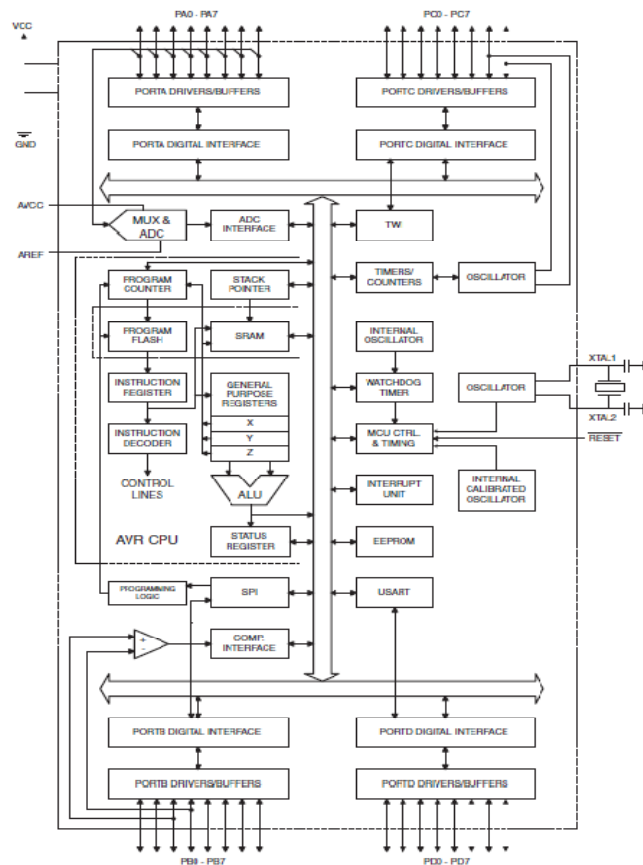 PA0 - PA7
PC0 - PC7
VCC
PORTA DRIVERS/BUFFERS
PORTC DRIVERS/BUFFERS
GND
PORTA DIGITAL INTERFACE
PORTC DIGITAL INTERFACE
AVCC
MUX &
ADC
ADC
INTERFACE
TWI
AREF
PROGRAM
COUNTER
STACK
POINTER
TIMERS/
COUNTERS
OSCILLATOR
PROGRAM
FLASH
SRAM
INTERNAL
OSCILLATOR
XTAL1
INSTRUCTION
REGISTER
GENERAL
PURPOSE
REGISTERS
WATCHDOG
TIMER
OSCILLATOR
XTAL2
X
Y
Z
INSTRUCTION
DECODER
MCU CTRL.
& TIMING
RESET
CONTROL
LINES
ALU
INTERRUPT
UNIT
INTERNAL
CALIBRATED
OSCILLATOR
AVR CPU
STATUS
REGISTER
EEPROM
PROGRAMMING
LOGIC
SPI
USART
+
-
COMP.
INTERFACE
PORTB DIGITAL INTERFACE
PORTD DIGITAL INTERFACE
PORTB DRIVERS/BUFFERS
PORTD DRIVERS/BUFFERS
PB0 - PB7
PD0 - PD7